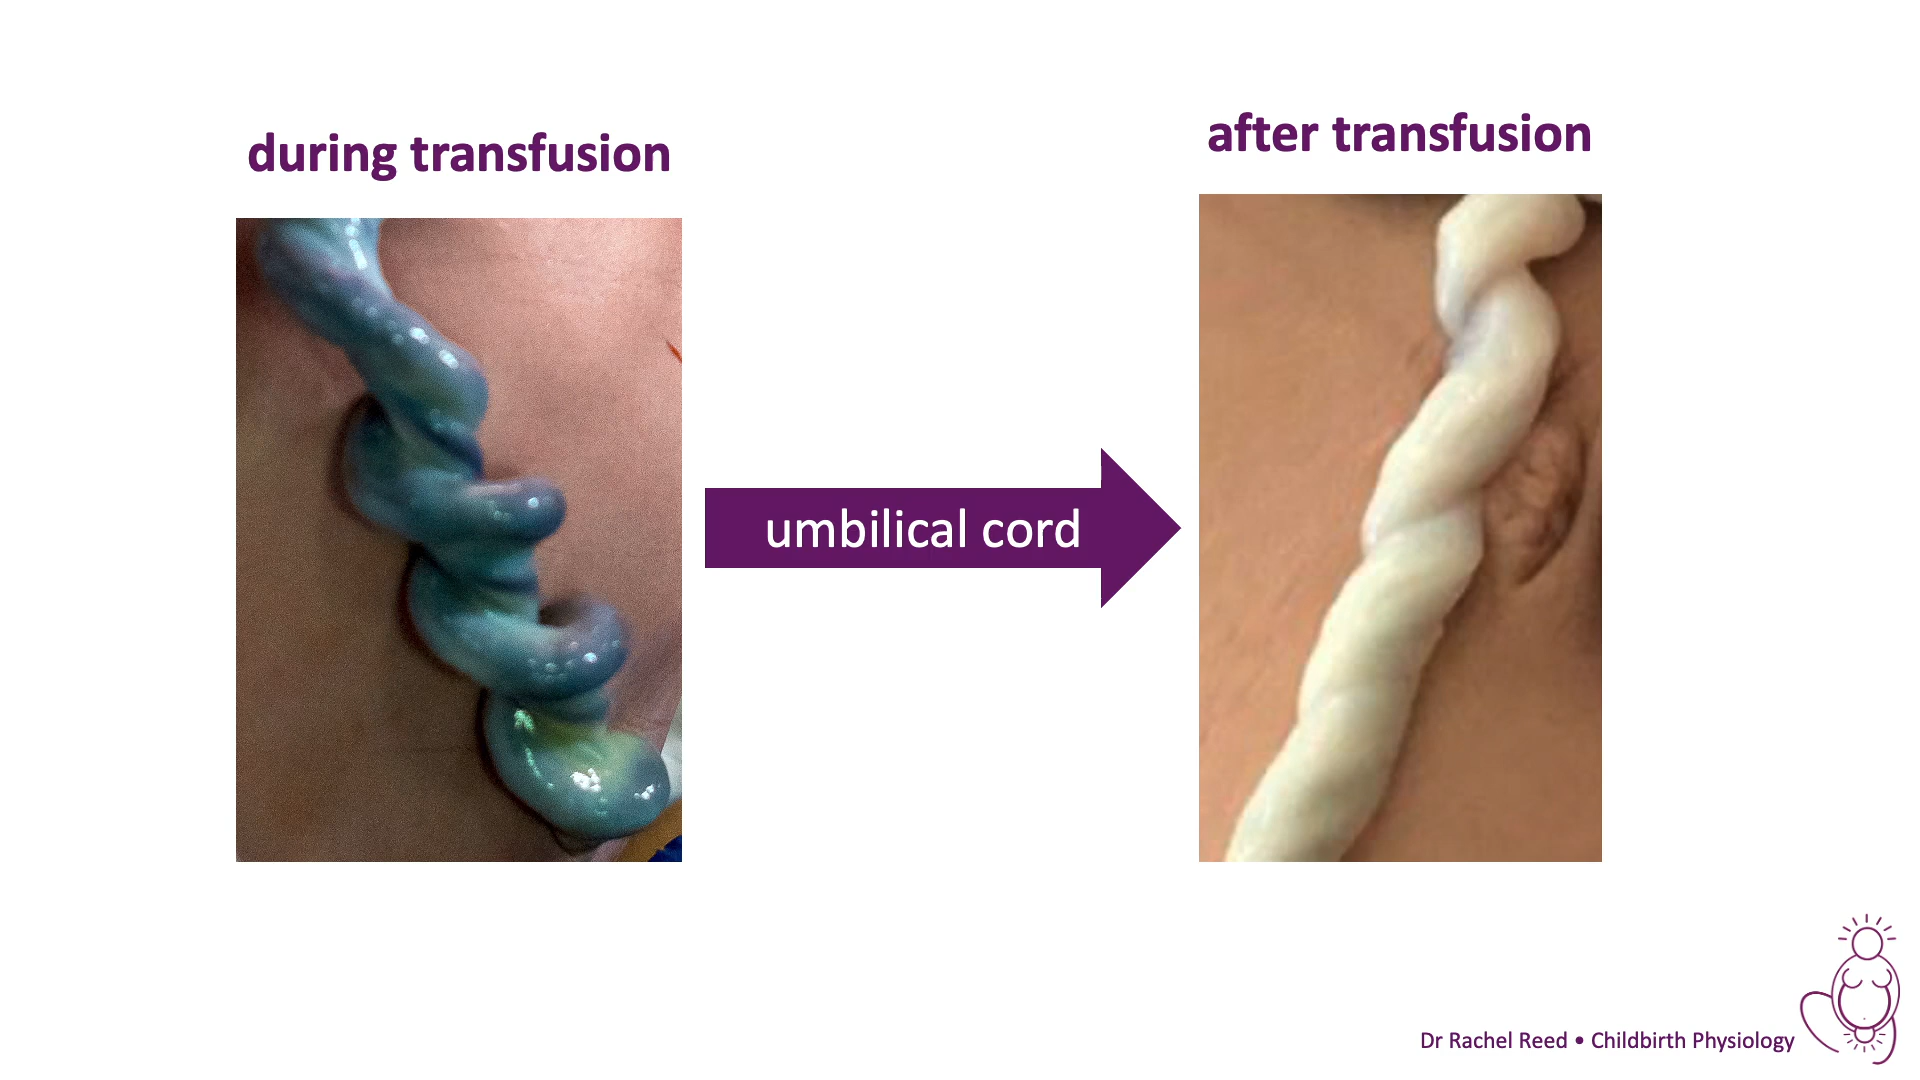 during transfusion
after transfusion
umbilical cord
Dr Rachel Reed • Childbirth Physiology